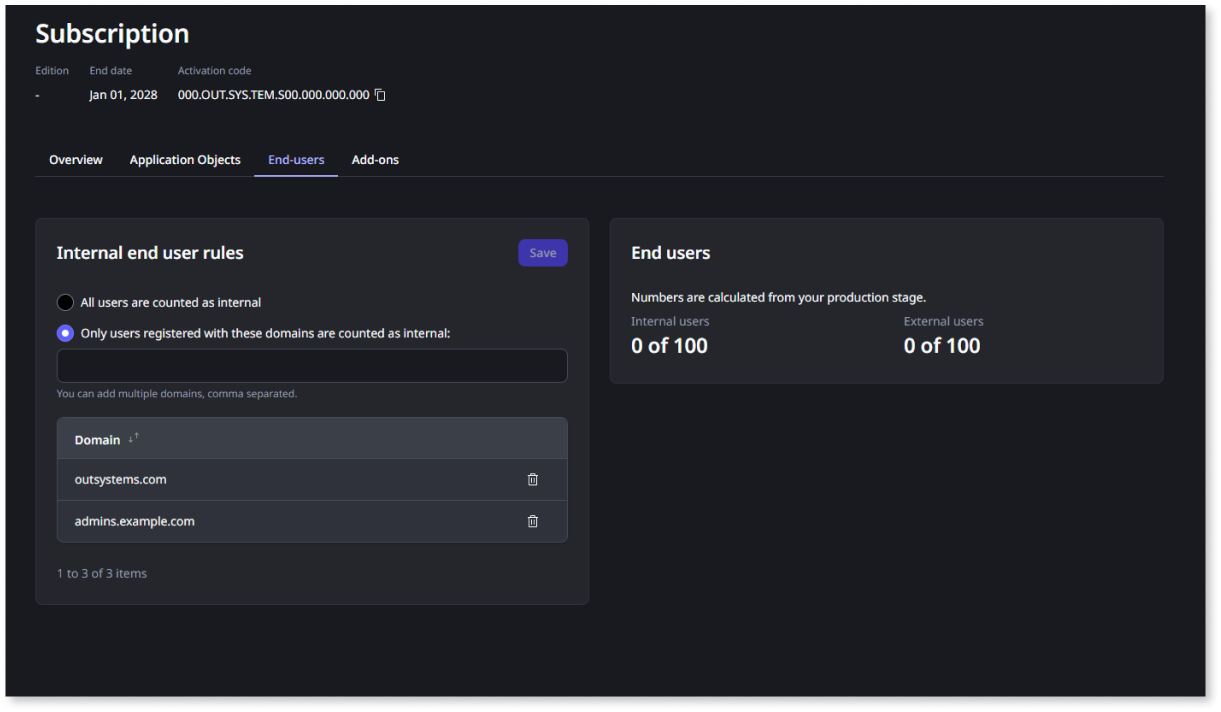 Subscription
Edition End date Activation code
- Jan 01, 2028 000.OUT.SYS.TEM.S00.000.000.000
Overview Application Objects End-users Add-ons
Internal end user rules Save
All users are counted as internal
Only users registered with these domains are counted as internal:
You can add multiple domains, comma separated.
Domain
outsystems.com
admins.example.com
1 to 3 of 3 items
End users
Numbers are calculated from your production stage.
Internal users External users
0 of 100 0 of 100